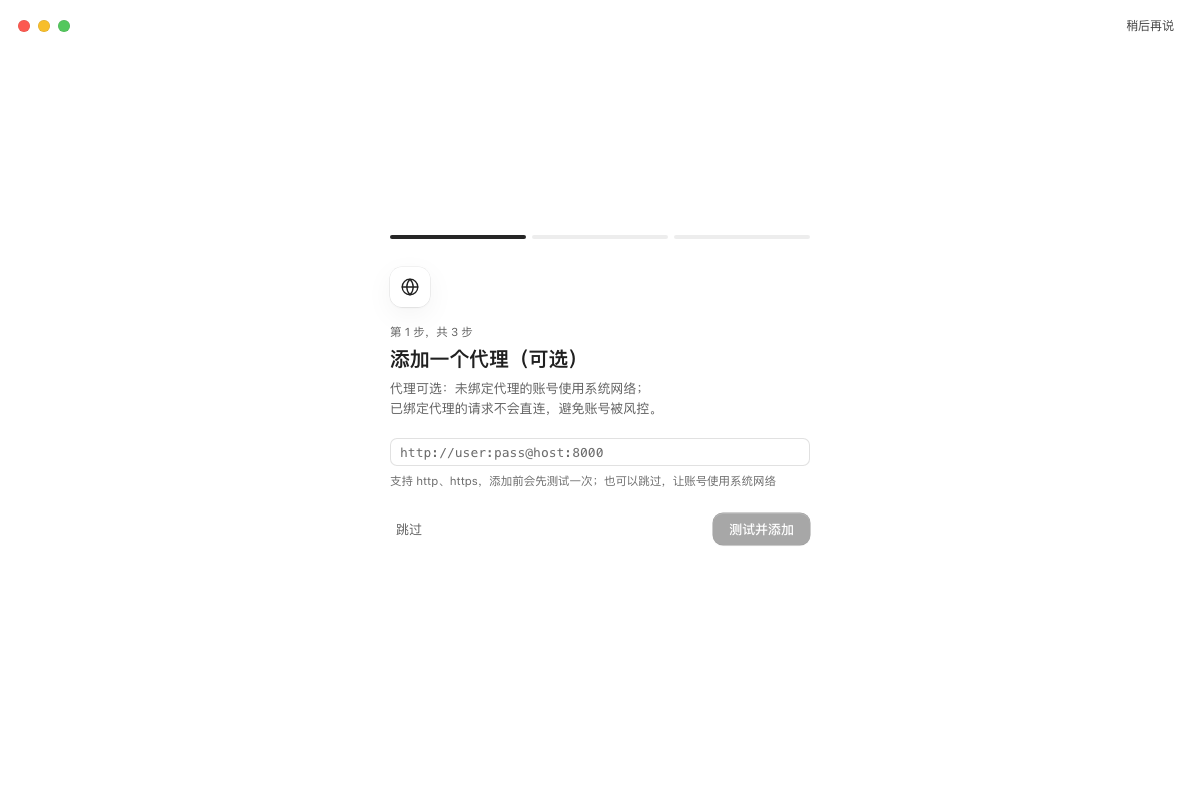 稍后再说
第 1 步，共 3 步
添加一个代理（可选）
代理可选：未绑定代理的账号使用系统网络；
已绑定代理的请求不会直连，避免账号被风控。
http://user:pass@host:8000
支持 http、https，添加前会先测试一次；也可以跳过，让账号使用系统网络
跳过
测试并添加